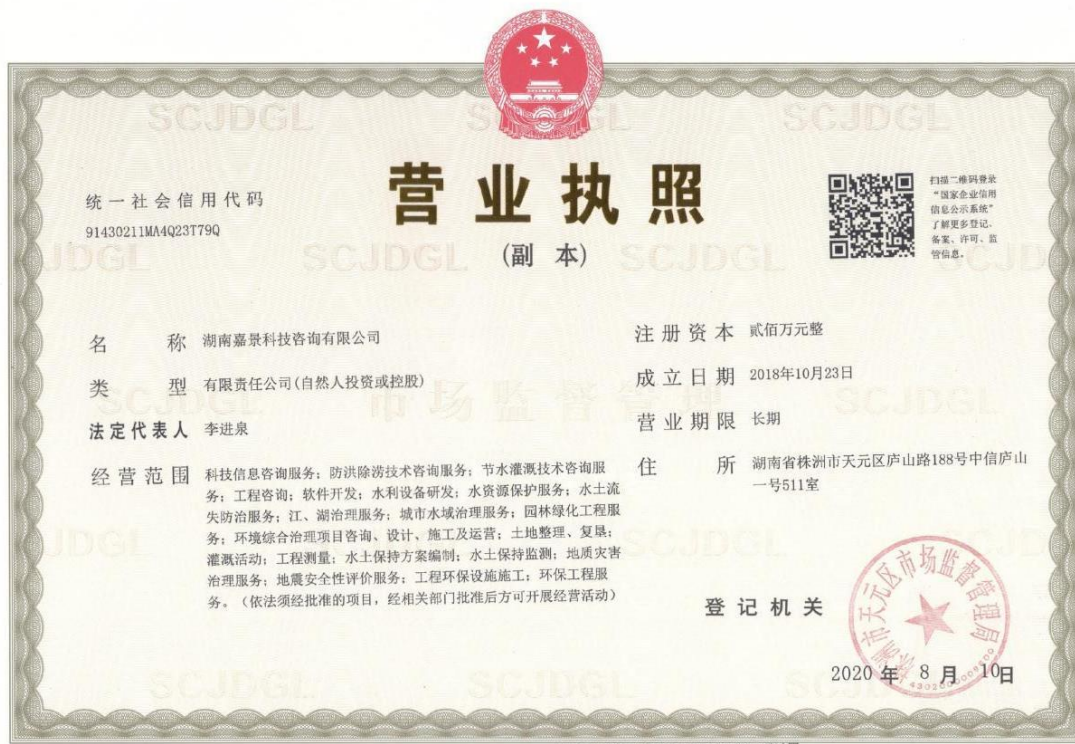 营业执照
(副 本)
统一社会信用代码
91430211MA4Q23T79Q
扫描二维码登录
“国家企业信用
信息公示系统”
了解更多登记、
备案、许可、监
管信息。
名 称 湖南嘉景科技咨询有限公司
类 型 有限责任公司(自然人投资或控股)
法定代表人 李进泉
经营范围 科技信息咨询服务；防洪除涝技术咨询服务；节水灌溉技术咨询服
务；工程咨询；软件开发；水利设备研发；水资源保护服务；水土流
失防治服务；江、湖治理服务；城市水域治理服务；园林绿化工程服
务；环境综合治理项目咨询、设计、施工及运营；土地整理、复垦；
灌溉活动；工程测量；水土保持方案编制；水土保持监测；地质灾害
治理服务；地震安全性评价服务；工程环保设施施工；环保工程服
务。（依法须经批准的项目，经相关部门批准后方可开展经营活动）
注册资本 贰佰万元整
成立日期 2018年10月23日
营业期限 长期
住 所 湖南省株洲市天元区庐山路188号中信庐山
一号511室
登记机关
株洲市天元区市场监督管理局
2020 年 8 月 10日
SCJDGL
市场监督管理